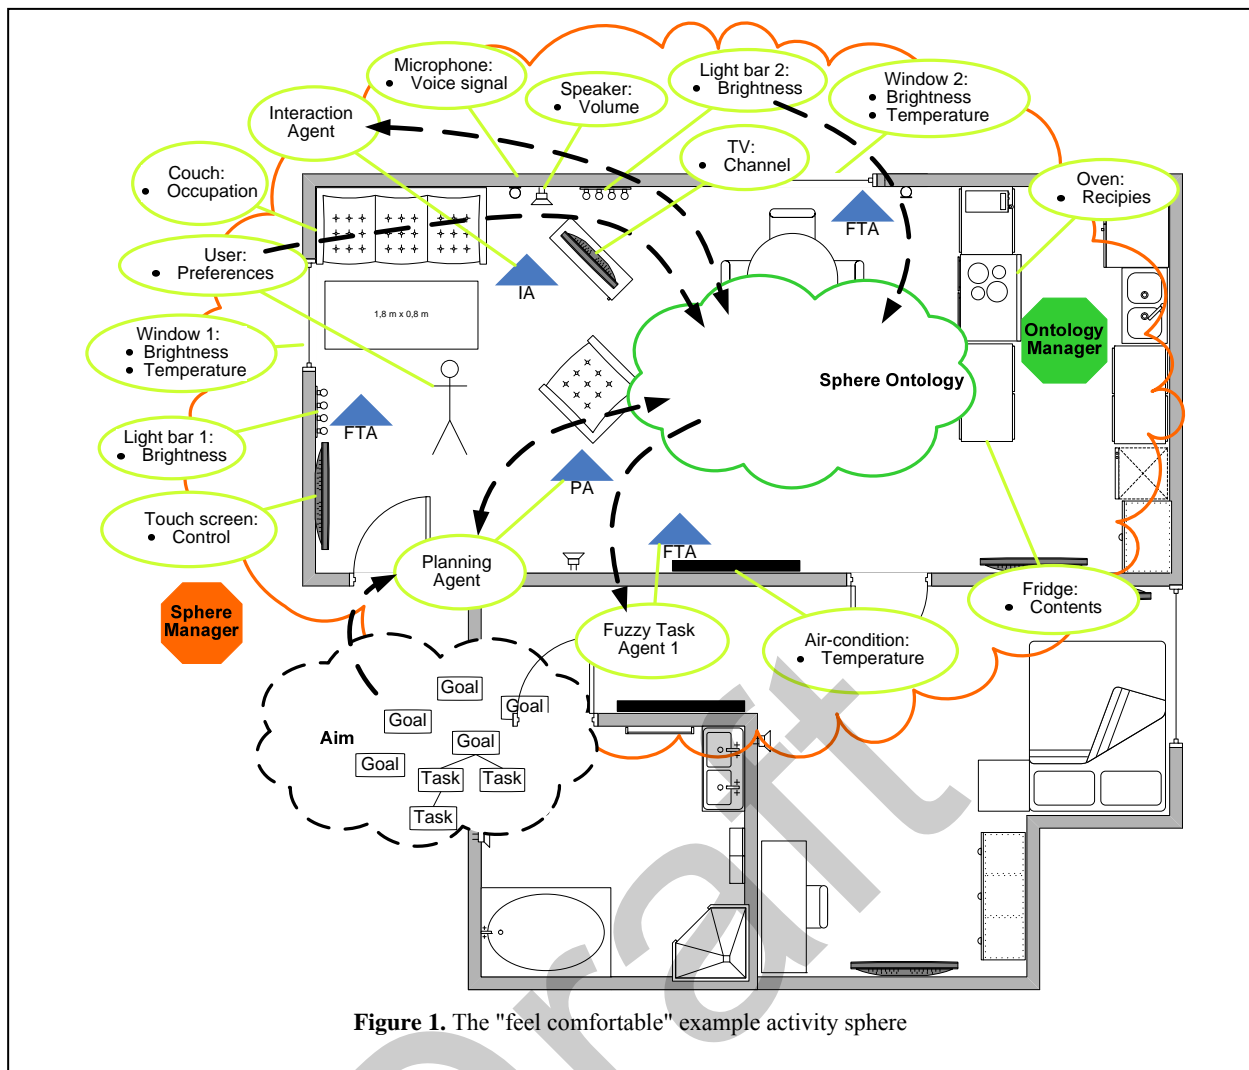 Microphone:
• Voice signal
Speaker:
• Volume
Light bar 2:
• Brightness
Window 2:
• Brightness
• Temperature
Interaction
Agent
TV:
• Channel
Couch:
• Occupation
Oven:
• Recipies
FTA
User:
• Preferences
IA
1,8 m x 0,8 m
Window 1:
• Brightness
• Temperature
Ontology
Manager
Sphere Ontology
FTA
Light bar 1:
• Brightness
PA
Touch screen:
• Control
FTA
Planning
Agent
Fridge:
• Contents
Sphere
Manager
Fuzzy Task
Agent 1
Air-condition:
• Temperature
Goal
Goal
Goal
Aim
Goal
Goal
Task
Task
Task
Draft
Figure 1. The "feel comfortable" example activity sphere